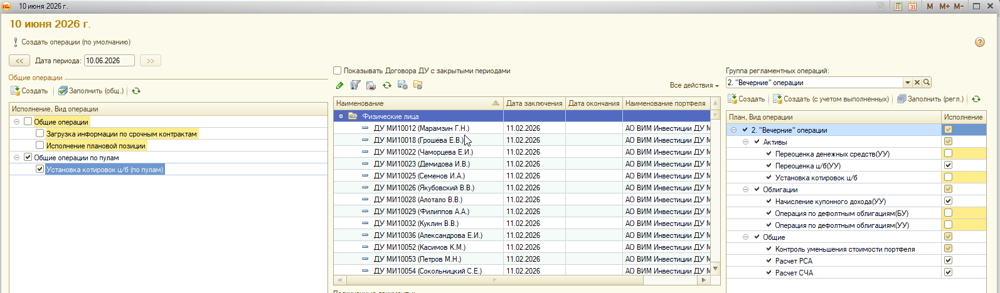 10 июня 2026 г.
M M+ M-
10 июня 2026 г.
Создать операции (по умолчанию)
<< Дата периода: 10.06.2026 >>
Общие операции
Создать Заполнить (общ.)
Исполнение, Вид операции
Общие операции
Загрузка информации по срочным контрактам
Исполнение плановой позиции
Общие операции по пулам
Установка котировок ц/б (по пулам)
Показывать Договора ДУ с закрытыми периодами
Все действия
Наименование Дата заключения Дата окончания Наименование портфеля
Физические лица
ДУ МИ10012 (Марамзин Г.Н.) 11.02.2026 АО ВИМ Инвестиции ДУ М
ДУ МИ10018 (Грошева Е.В.) 11.02.2026 АО ВИМ Инвестиции ДУ М
ДУ МИ10022 (Чаморцева Е.И.) 11.02.2026 АО ВИМ Инвестиции ДУ М
ДУ МИ10023 (Демидова И.В.) 11.02.2026 АО ВИМ Инвестиции ДУ М
ДУ МИ10025 (Семенов И.А.) 11.02.2026 АО ВИМ Инвестиции ДУ М
ДУ МИ10026 (Якубовский В.В.) 11.02.2026 АО ВИМ Инвестиции ДУ М
ДУ МИ10028 (Алотало В.В.) 11.02.2026 АО ВИМ Инвестиции ДУ М
ДУ МИ10029 (Филиппов А.А.) 11.02.2026 АО ВИМ Инвестиции ДУ М
ДУ МИ10032 (Куклин В.В.) 11.02.2026 АО ВИМ Инвестиции ДУ М
ДУ МИ10036 (Александрова Е.И.) 11.02.2026 АО ВИМ Инвестиции ДУ М
ДУ МИ10052 (Касимов К.М.) 11.02.2026 АО ВИМ Инвестиции ДУ М
ДУ МИ10053 (Петров М.Н.) 11.02.2026 АО ВИМ Инвестиции ДУ М
ДУ МИ10054 (Сокольницкий С.Е.) 11.02.2026 АО ВИМ Инвестиции ДУ М
Группа регламентных операций:
2. "Вечерние" операции
Создать Создать (с учетом выполненных) Заполнить (регл.)
План, Вид операции Исполнение
2. "Вечерние" операции
Активы
Переоценка денежных средств(УУ)
Переоценка ц/б(УУ)
Установка котировок ц/б
Облигации
Начисление купонного дохода(УУ)
Операция по дефолтным облигациям(БУ)
Операция по дефолтным облигациям(УУ)
Общие
Контроль уменьшения стоимости портфеля
Расчет РСА
Расчет СЧА